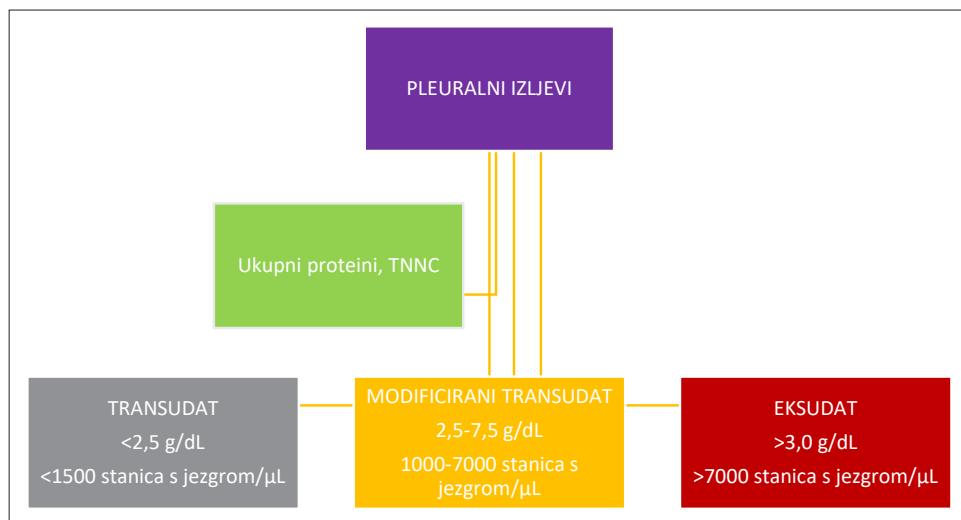 PLEURALNI IZLJEVI
Ukupni proteini, TNNC
TRANSUDAT
<2,5 g/dL
<1500 stanica s jezgrom/µL
MODIFICIRANI TRANSUDAT
2,5-7,5 g/dL
1000-7000 stanica s
jezgrom/µL
EKSUDAT
>3,0 g/dL
>7000 stanica s jezgrom/µL